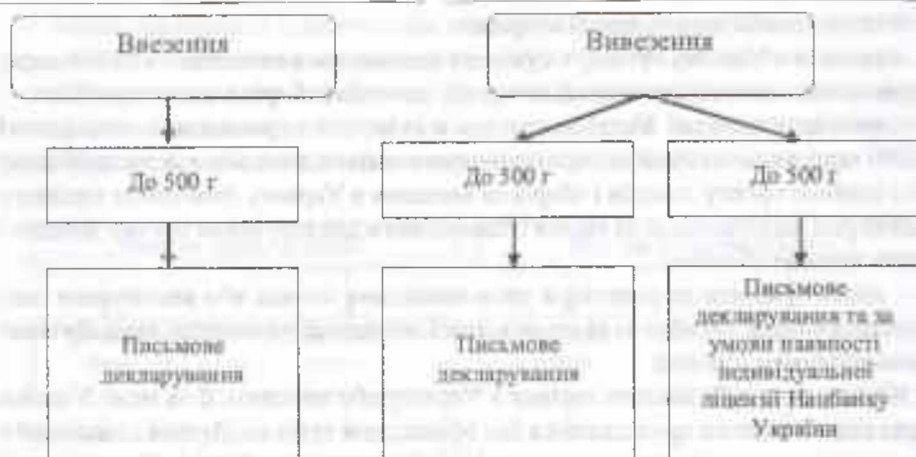 Ввезення
Вивезення
До 500 г
До 500 г
До 500 г
Письмове
декларування
Письмове
декларування
Письмове
декларування та за
умови наявності
індивідуальної
ліцензії Нацбанку
України